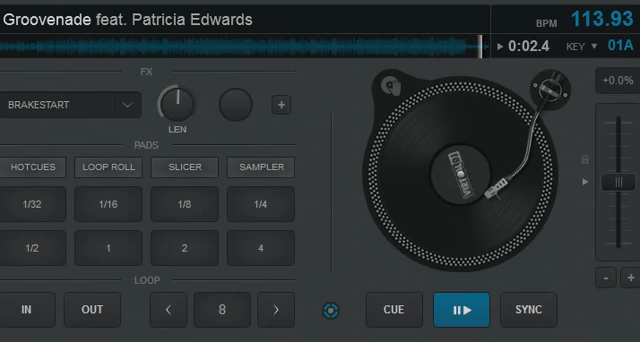 Groovenade feat. Patricia Edwards
BPM 113.93
0:02.4 KEY 01A
FX
BRAKESTART
LEN
+
+0.0%
PADS
HOTCUES LOOP ROLL SLICER SAMPLER
1/32 1/16 1/8 1/4
1/2 1 2 4
LOOP
- +
IN OUT < 8 > CUE SYNC